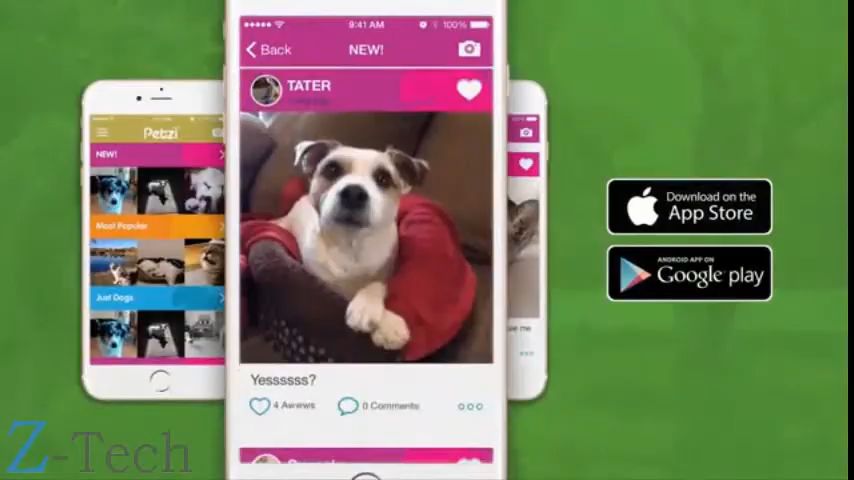 9:41 AM
100%
Back
NEW!
TATER
Petzi
NEW!
Most Popular
Just Dogs
Yessssss?
4 Awwws
0 Comments
Download on the
App Store
ANDROID APP ON
Google play
Z-Tech